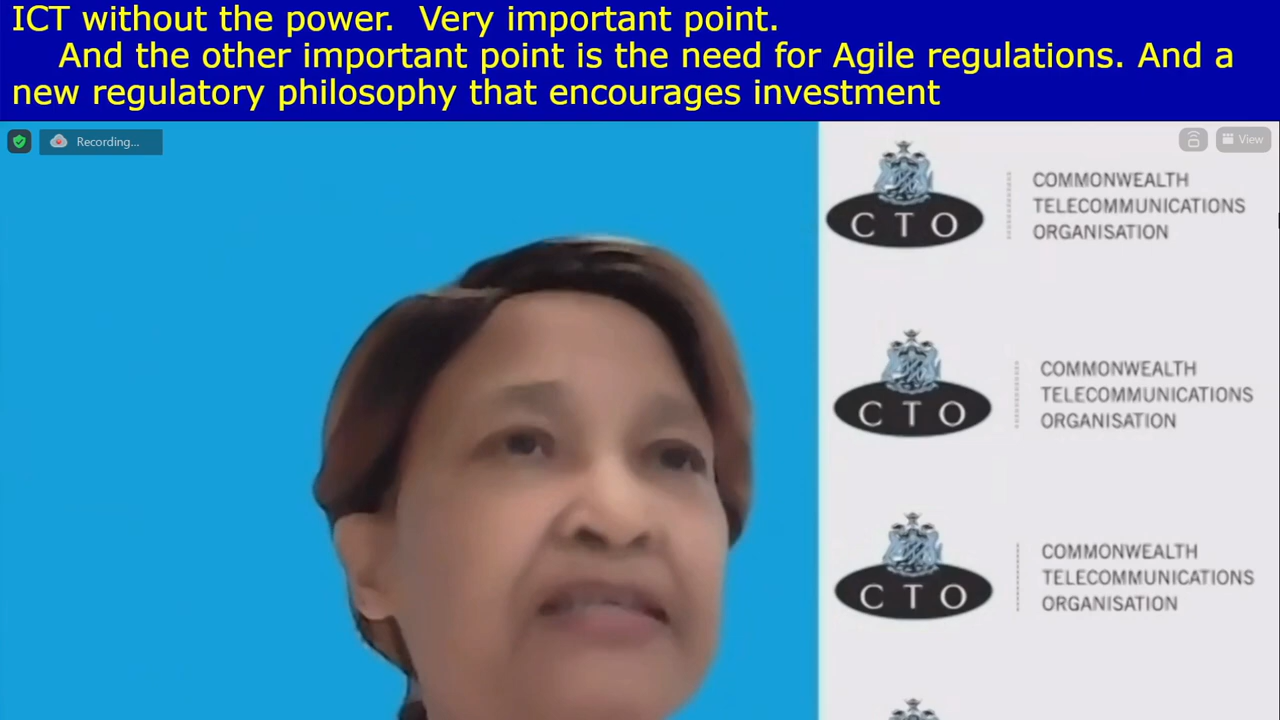 ICT without the power.  Very important point.
And the other important point is the need for Agile regulations. And a
new regulatory philosophy that encourages investment
Recording...
View
CTO
COMMONWEALTH
TELECOMMUNICATIONS
ORGANISATION
CTO
COMMONWEALTH
TELECOMMUNICATIONS
ORGANISATION
CTO
COMMONWEALTH
TELECOMMUNICATIONS
ORGANISATION